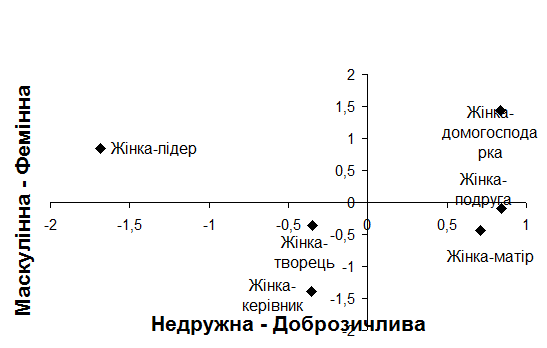 Маскулінна - Фемінна
2
1,5
1
0,5
0
-0,5
-1
-1,5
-2
-2
-1,5
-1
-0,5
0
0,5
1
Жінка-лідер
Жінка-
домогоспода
рка
Жінка-
подруга
Жінка-матір
Жінка-
творець
Жінка-
керівник
Недружна - Доброзичлива